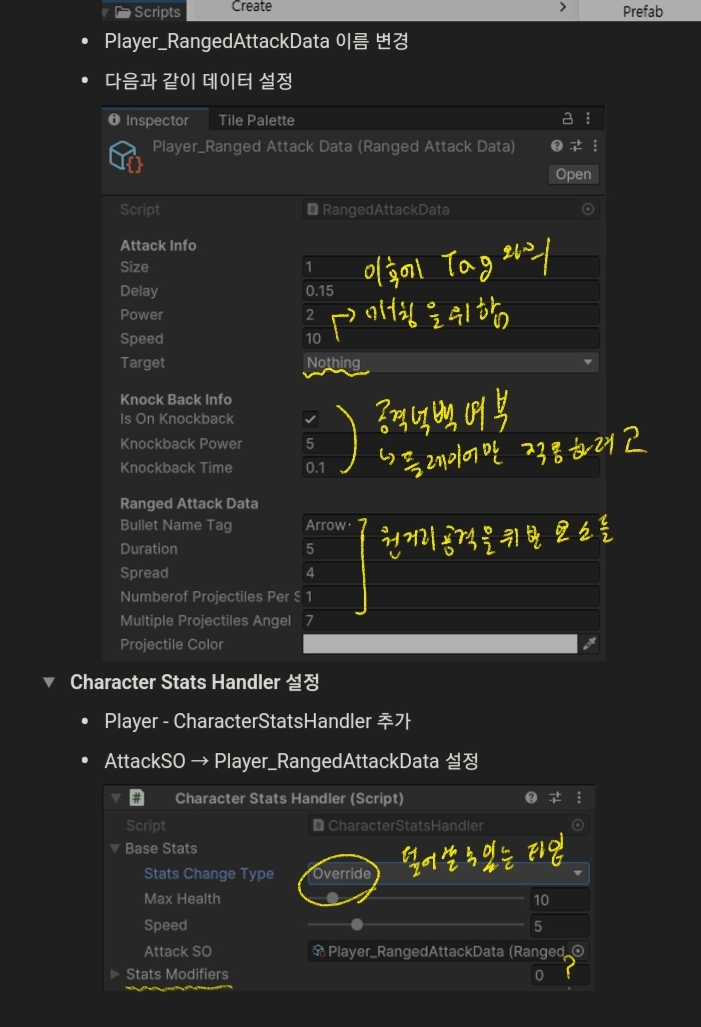 Scripts Create Prefab
• Player_RangedAttackData 이름 변경
• 다음과 같이 데이터 설정
Inspector Tile Palette
Player_Ranged Attack Data (Ranged Attack Data)
Open
Script RangedAttackData
Attack Info
Size 1 이후에 Tag 와의
Delay 0.15
Power 2 매칭을 위함
Speed 10
Target Nothing
Knock Back Info 공격넉백 여부
Is On Knockback
Knockback Power 5 ↳ 플레이어만 적용하려고
Knockback Time 0.1
Ranged Attack Data
Bullet Name Tag Arrow 원거리공격을 위한 요소들
Duration 5
Spread 4
Numberof Projectiles Per S 1
Multiple Projectiles Angel 7
Projectile Color
Character Stats Handler 설정
• Player - CharacterStatsHandler 추가
• AttackSO → Player_RangedAttackData 설정
Character Stats Handler (Script)
Script CharacterStatsHandler
Base Stats 덮어쓸 수 있는 타입
Stats Change Type Override
Max Health 10
Speed 5
Attack SO Player_RangedAttackData (Ranged
Stats Modifiers 0 ?